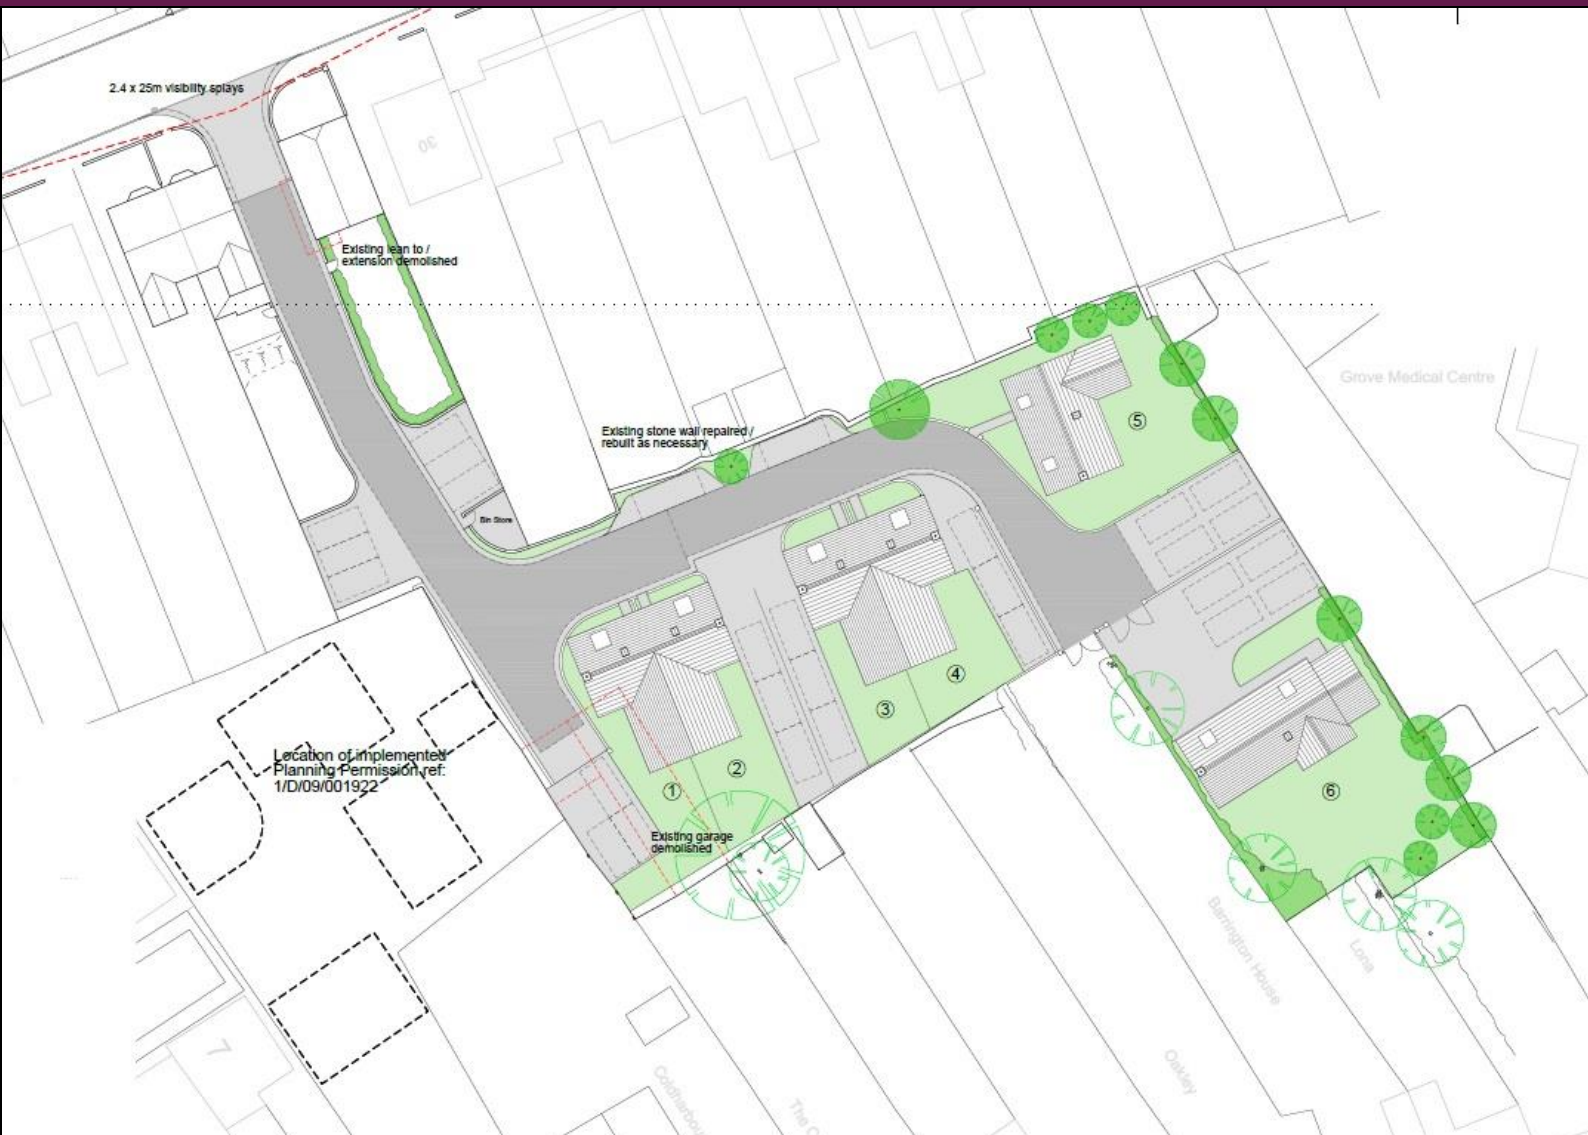 2.4 x 25m visibility splays
30
Existing lean to /
extension demolished
Grove Medical Centre
Existing stone wall repaired /
rebuilt as necessary
5
Bin Store
4
3
Location of implemented
Planning Permission ref:
1/D/09/001922
2
1
6
Existing garage
demolished
Barrington House
Lona
7
Oakley
The